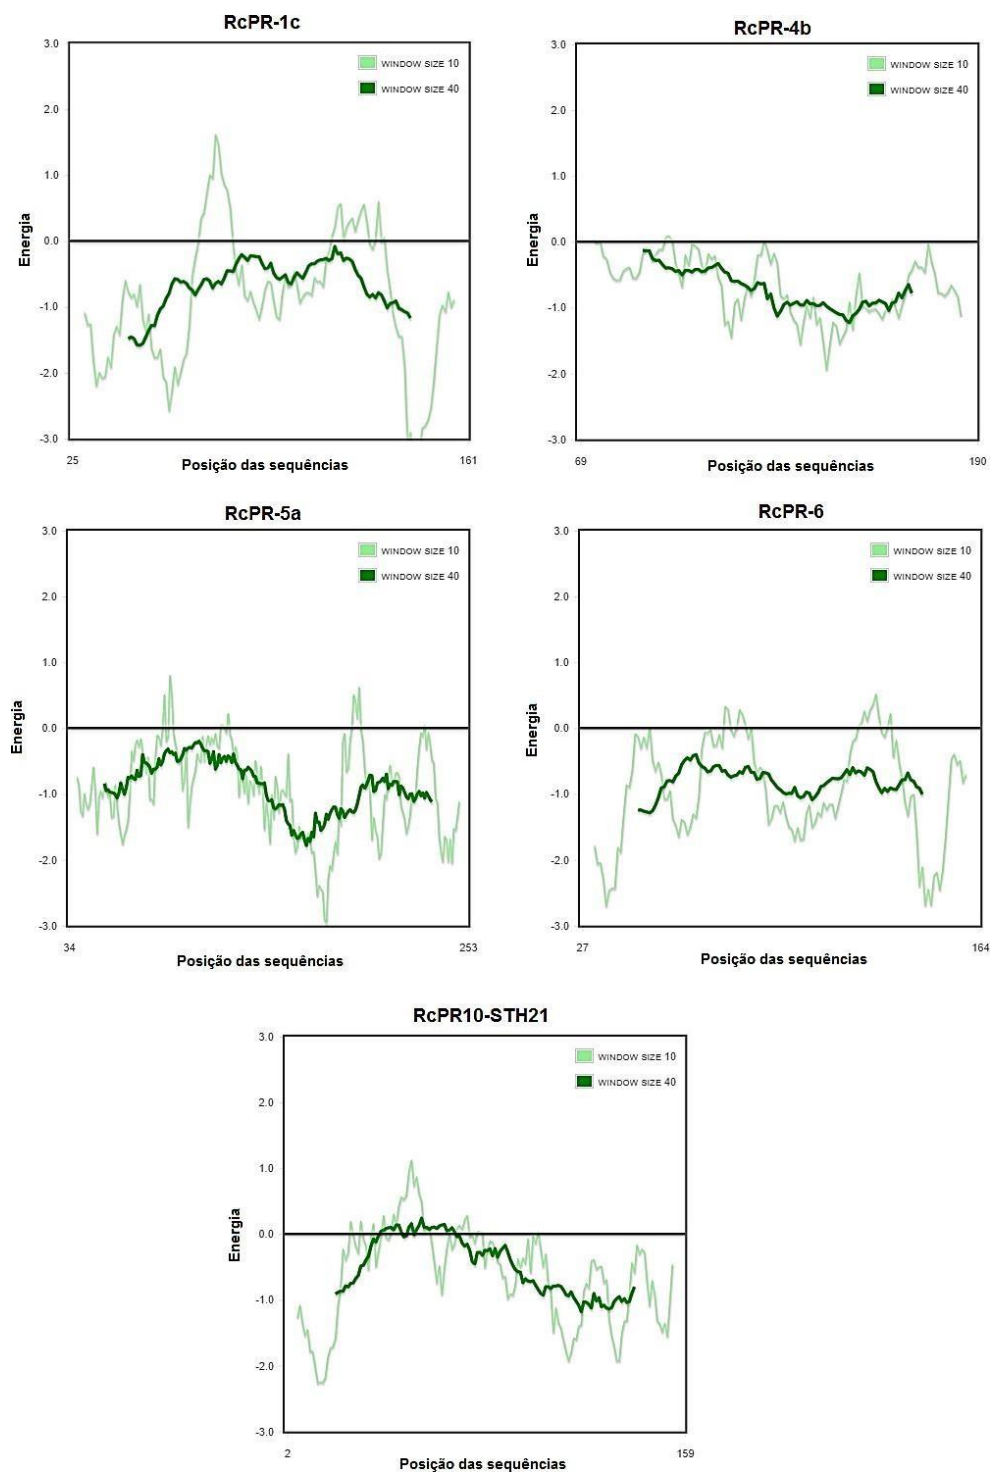 RcPR-1c
3.0
WINDOW SIZE 10
WINDOW SIZE 40
2.0
1.0
0.0
-1.0
-2.0
-3.0
Energia
25
161
Posição das sequências
RcPR-4b
3.0
WINDOW SIZE 10
WINDOW SIZE 40
2.0
1.0
0.0
-1.0
-2.0
-3.0
Energia
69
190
Posição das sequências
RcPR-5a
3.0
WINDOW SIZE 10
WINDOW SIZE 40
2.0
1.0
0.0
-1.0
-2.0
-3.0
Energia
34
253
Posição das sequências
RcPR-6
3.0
WINDOW SIZE 10
WINDOW SIZE 40
2.0
1.0
0.0
-1.0
-2.0
-3.0
Energia
27
164
Posição das sequências
RcPR10-STH21
3.0
WINDOW SIZE 10
WINDOW SIZE 40
2.0
1.0
0.0
-1.0
-2.0
-3.0
Energia
2
159
Posição das sequências